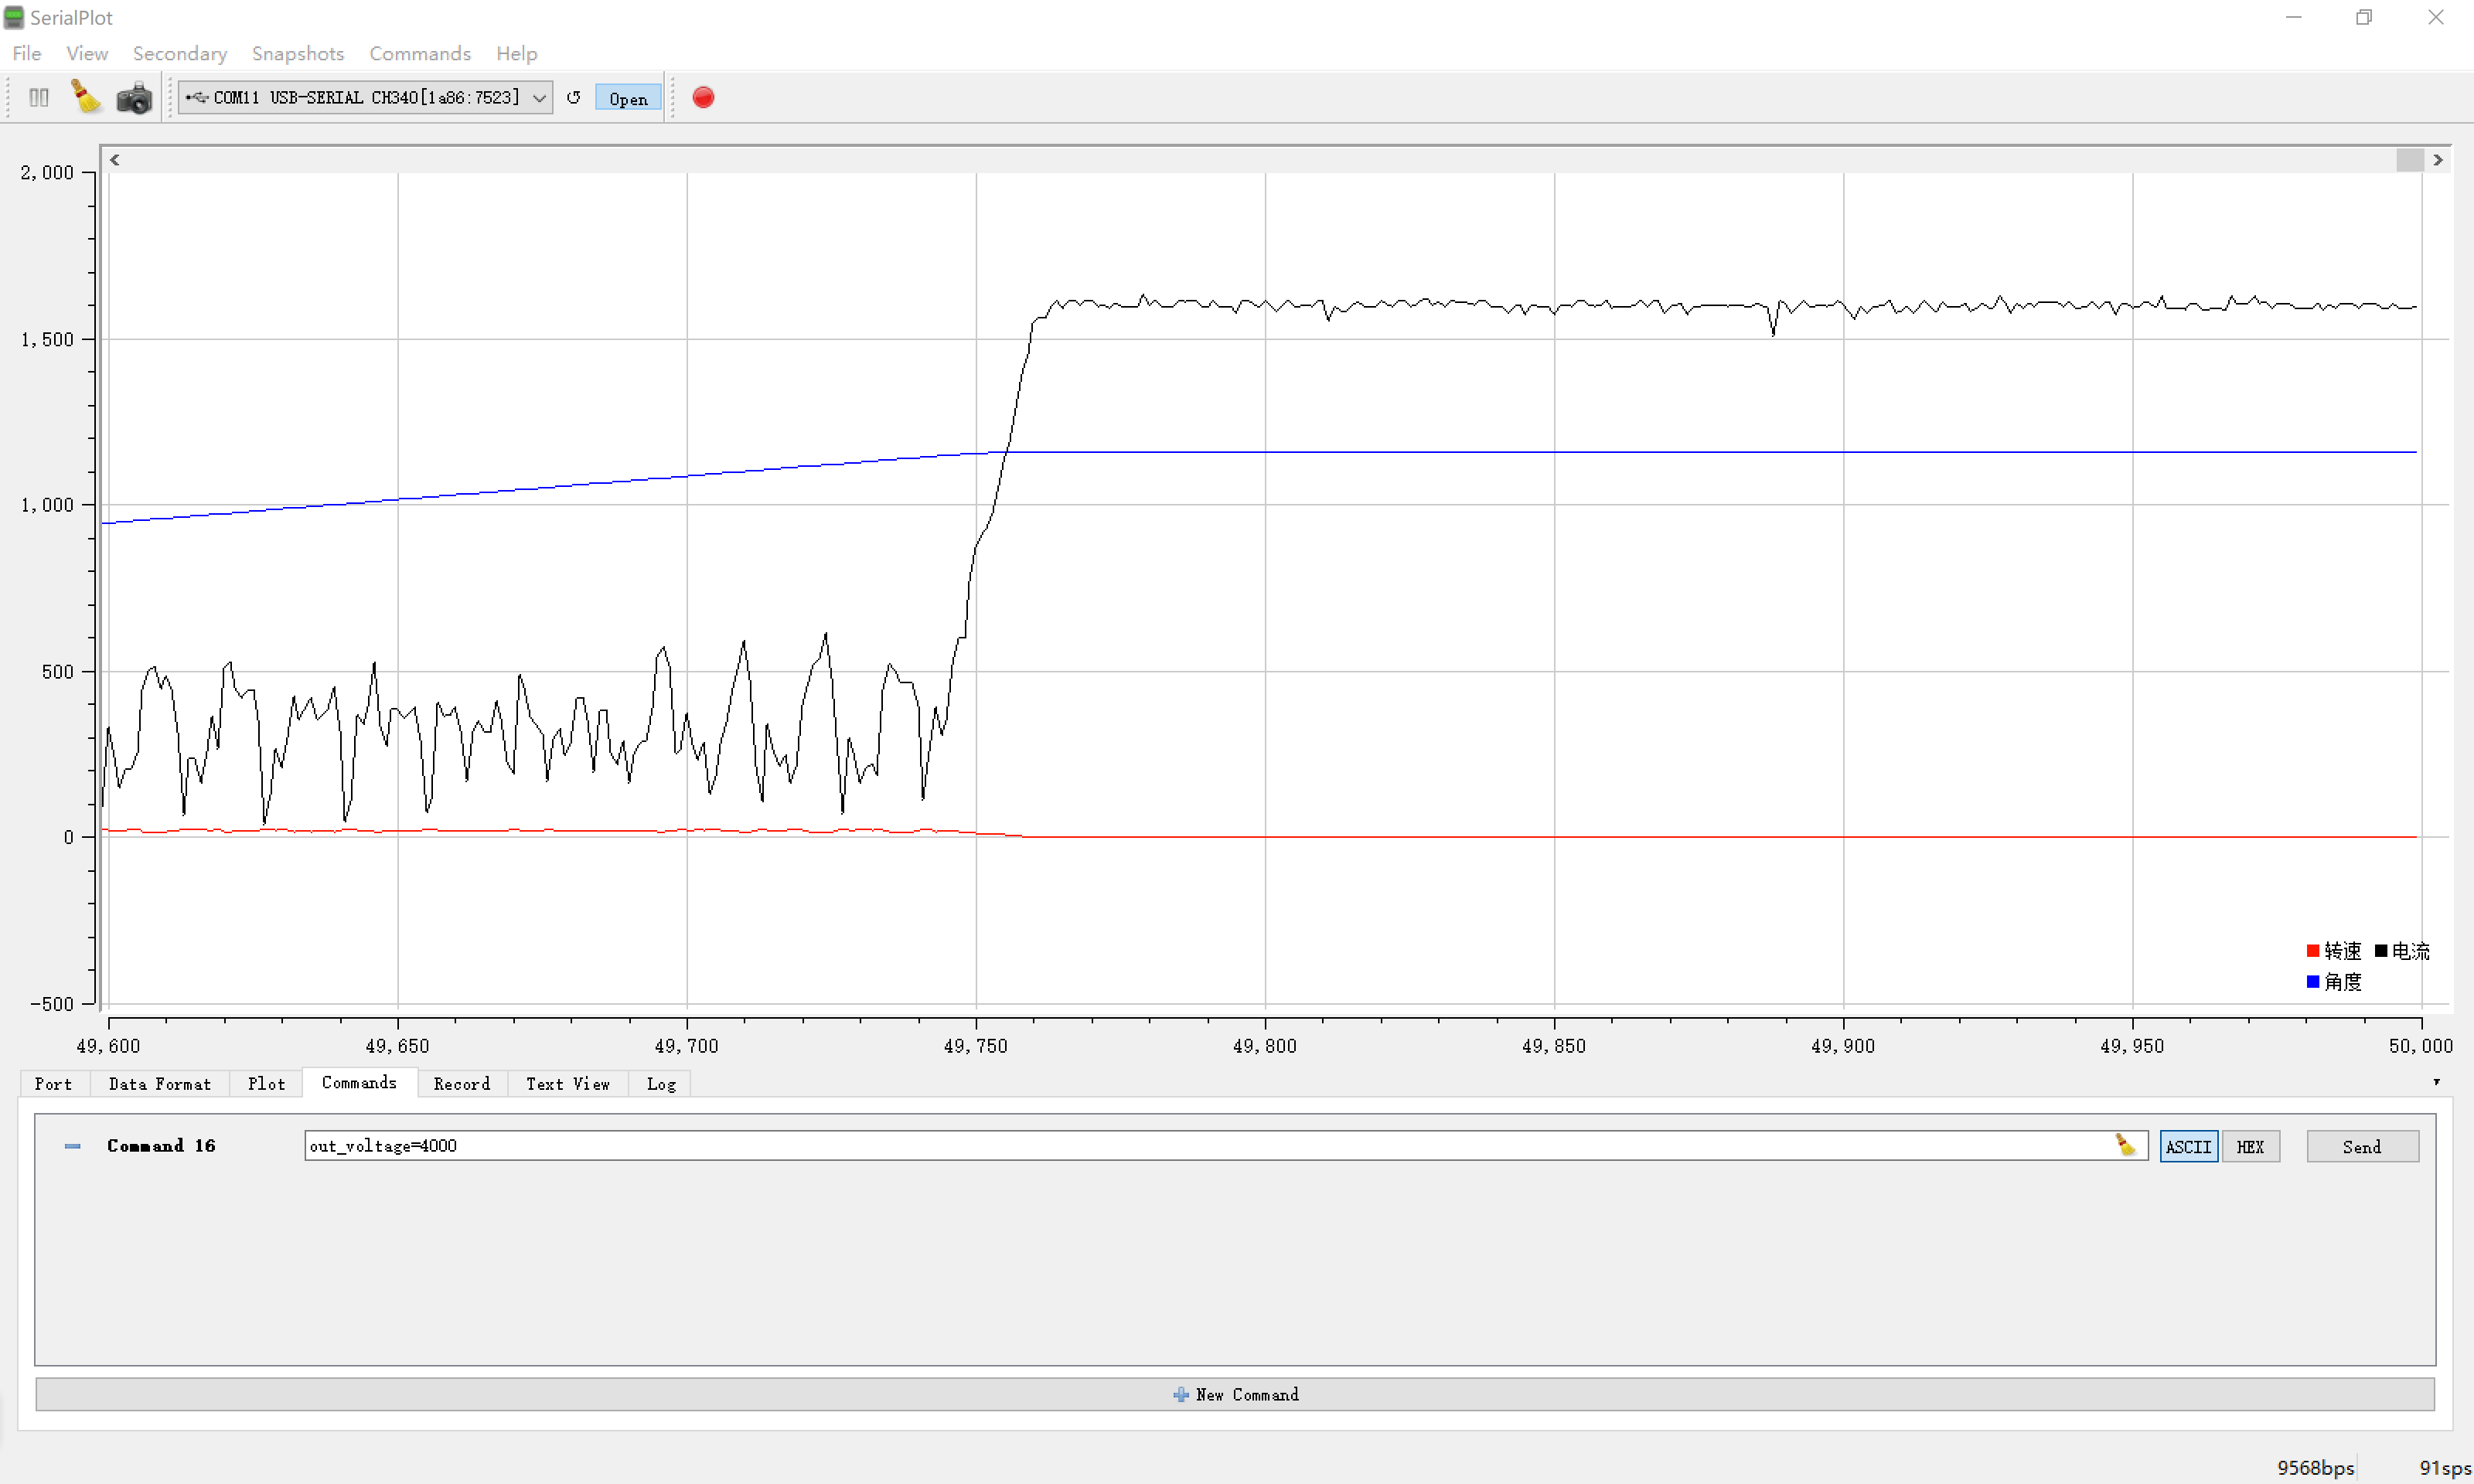 SerialPlot
File View Secondary Snapshots Commands Help
COM11 USB-SERIAL CH340[1a86:7523] Open
2,000
1,500
1,000
500
0
-500
转速 电流
角度
49,600 49,650 49,700 49,750 49,800 49,850 49,900 49,950 50,000
Port Data Format Plot Commands Record Text View Log
Command 16 out_voltage=4000 ASCII HEX Send
New Command
9568bps 91sps